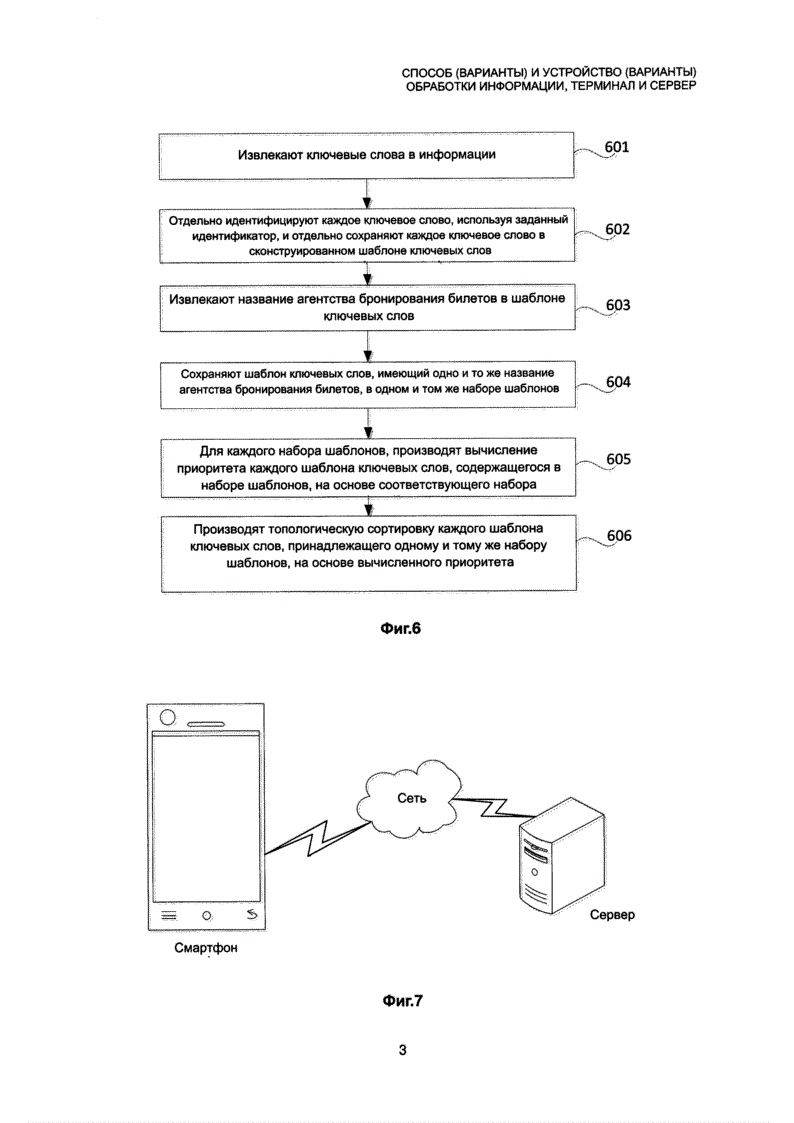 СПОСОБ (ВАРИАНТЫ) И УСТРОЙСТВО (ВАРИАНТЫ)
ОБРАБОТКИ ИНФОРМАЦИИ, ТЕРМИНАЛ И СЕРВЕР
Извлекают ключевые слова в информации
601
Отдельно идентифицируют каждое ключевое слово, используя заданный
идентификатор, и отдельно сохраняют каждое ключевое слово в
сконструированном шаблоне ключевых слов
602
Извлекают название агентства бронирования билетов в шаблоне
ключевых слов
603
Сохраняют шаблон ключевых слов, имеющий одно и то же название
агентства бронирования билетов, в одном и том же наборе шаблонов
604
Для каждого набора шаблонов, производят вычисление
приоритета каждого шаблона ключевых слов, содержащегося в
наборе шаблонов, на основе соответствующего набора
605
Производят топологическую сортировку каждого шаблона
ключевых слов, принадлежащего одному и тому же набору
шаблонов, на основе вычисленного приоритета
606
Фиг.6
Сеть
Сервер
Смартфон
Фиг.7
3